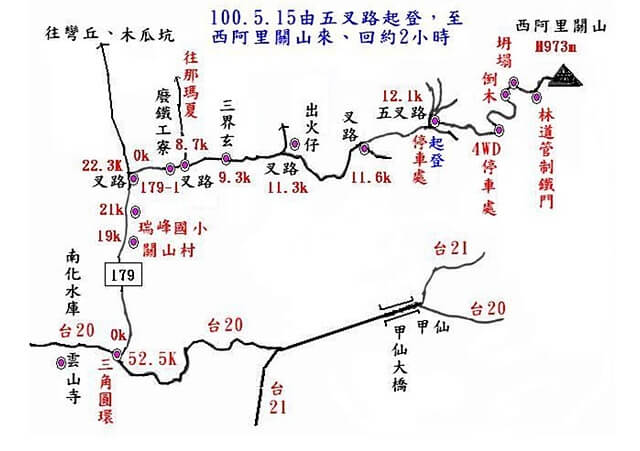 100.5.15由五叉路起登，至
西阿里關山來、回約2小時
西阿里關山
H973m
往彎丘、木瓜坑
往那瑪夏
廢鐵工寮
三界玄
出火仔
叉路
12.1k
五叉路
坍塌
倒木
林道管制鐵門
4WD
停車處
停車處
起登
0k
8.7k
22.3K
叉路
179-1
叉路
9.3k
叉路
11.3k
11.6k
21k
19k
瑞峰國小
關山村
179
南化水庫
台20
0k
52.5K
三角圓環
雲山寺
台20
台21
甲仙大橋
甲仙
台21
台20